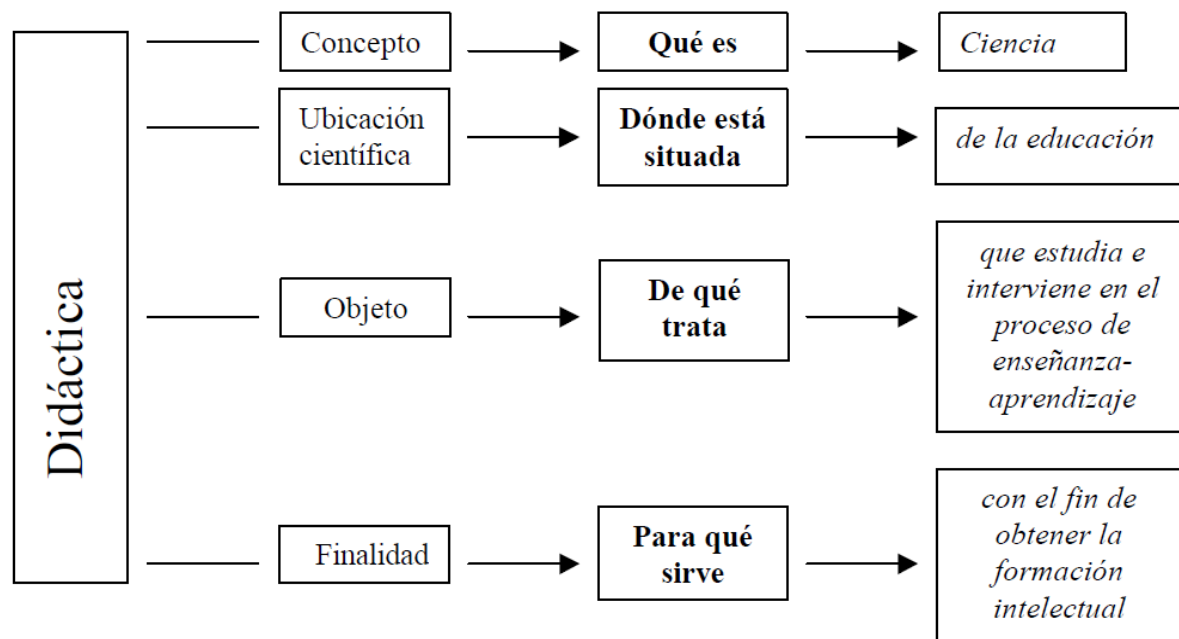 Didáctica
Concepto
Qué es
Ciencia
Ubicación
científica
Dónde está
situada
de la educación
Objeto
De qué
trata
que estudia e
interviene en el
proceso de
enseñanza-
aprendizaje
Finalidad
Para qué
sirve
con el fin de
obtener la
formación
intelectual